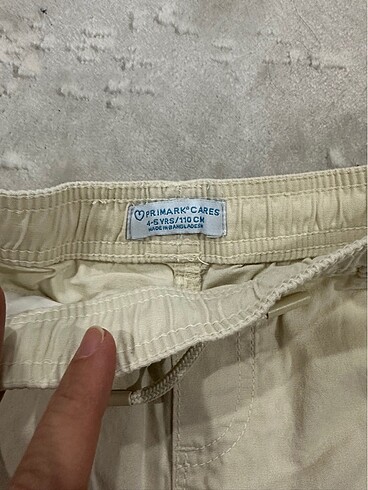 PRIMARK® CARES
4-5 YRS/110 CM
MADE IN BANGLADESH